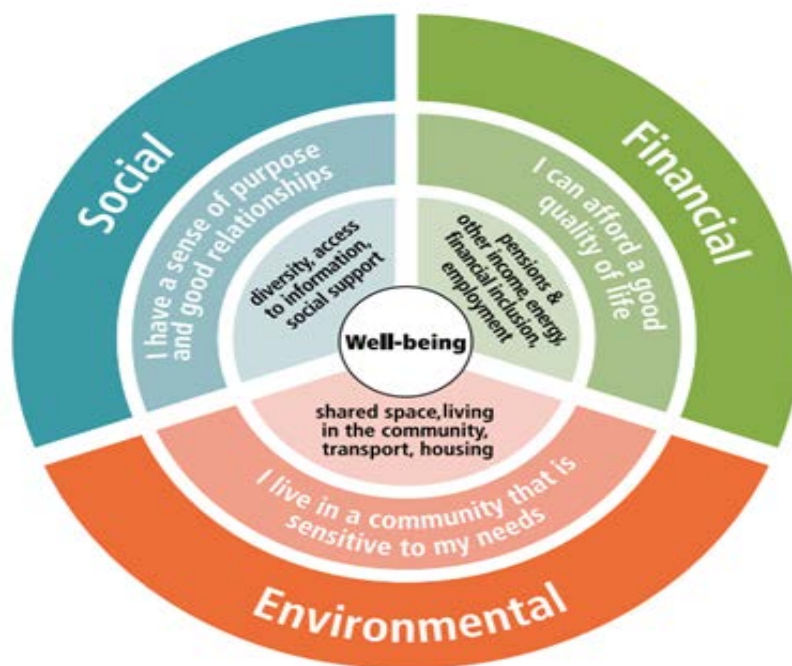 Social
I have a sense of purpose
and good relationships
diversity, access
to information,
social support
Financial
I can afford a good
quality of life
pensions &
other income, energy,
financial inclusion,
employment
Well-being
shared space, living
in the community,
transport, housing
I live in a community that is
sensitive to my needs
Environmental